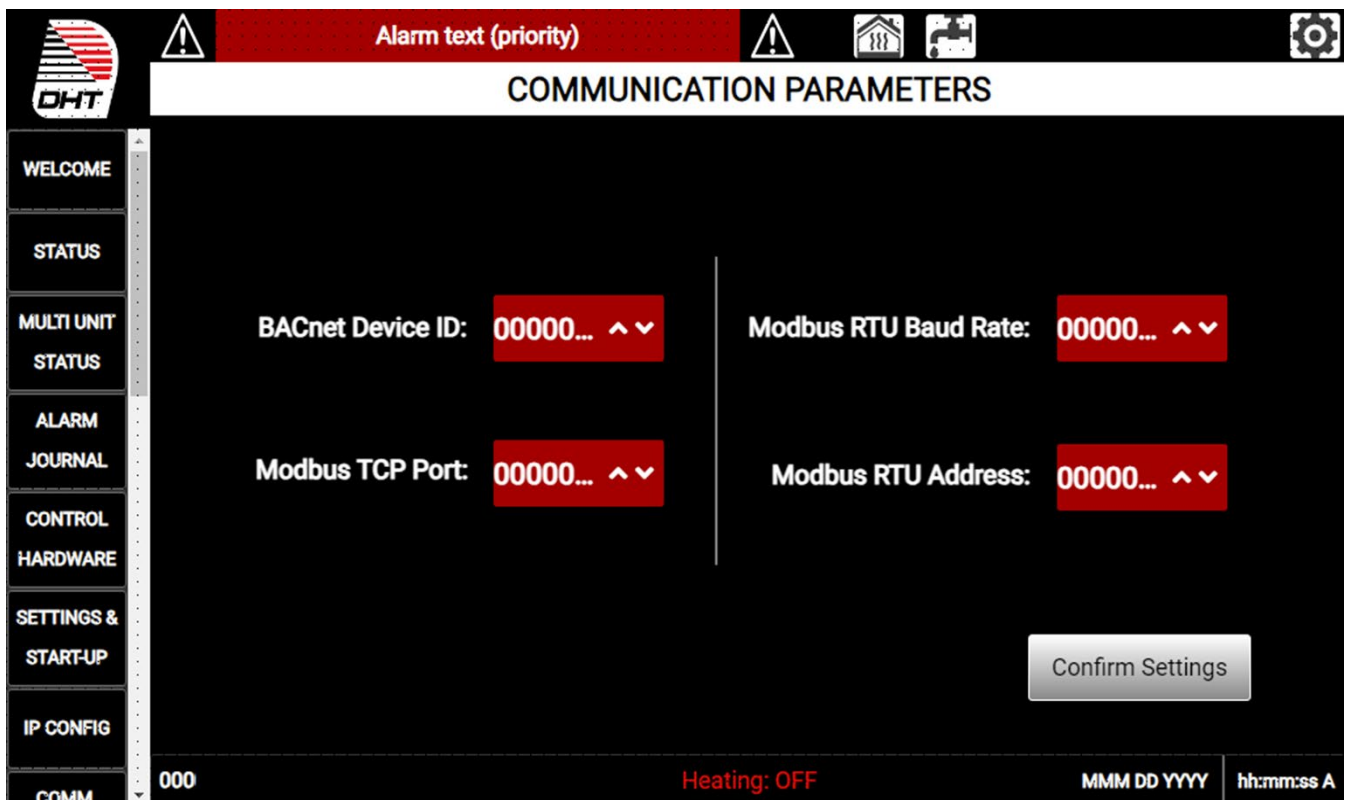 DHT
Alarm text (priority)
COMMUNICATION PARAMETERS
WELCOME
STATUS
MULTI UNIT
STATUS
ALARM
JOURNAL
CONTROL
HARDWARE
SETTINGS &
START-UP
IP CONFIG
COMM
BACnet Device ID: 00000...
Modbus TCP Port: 00000...
Modbus RTU Baud Rate: 00000...
Modbus RTU Address: 00000...
Confirm Settings
000 Heating: OFF MMM DD YYYY hh:mm:ss A